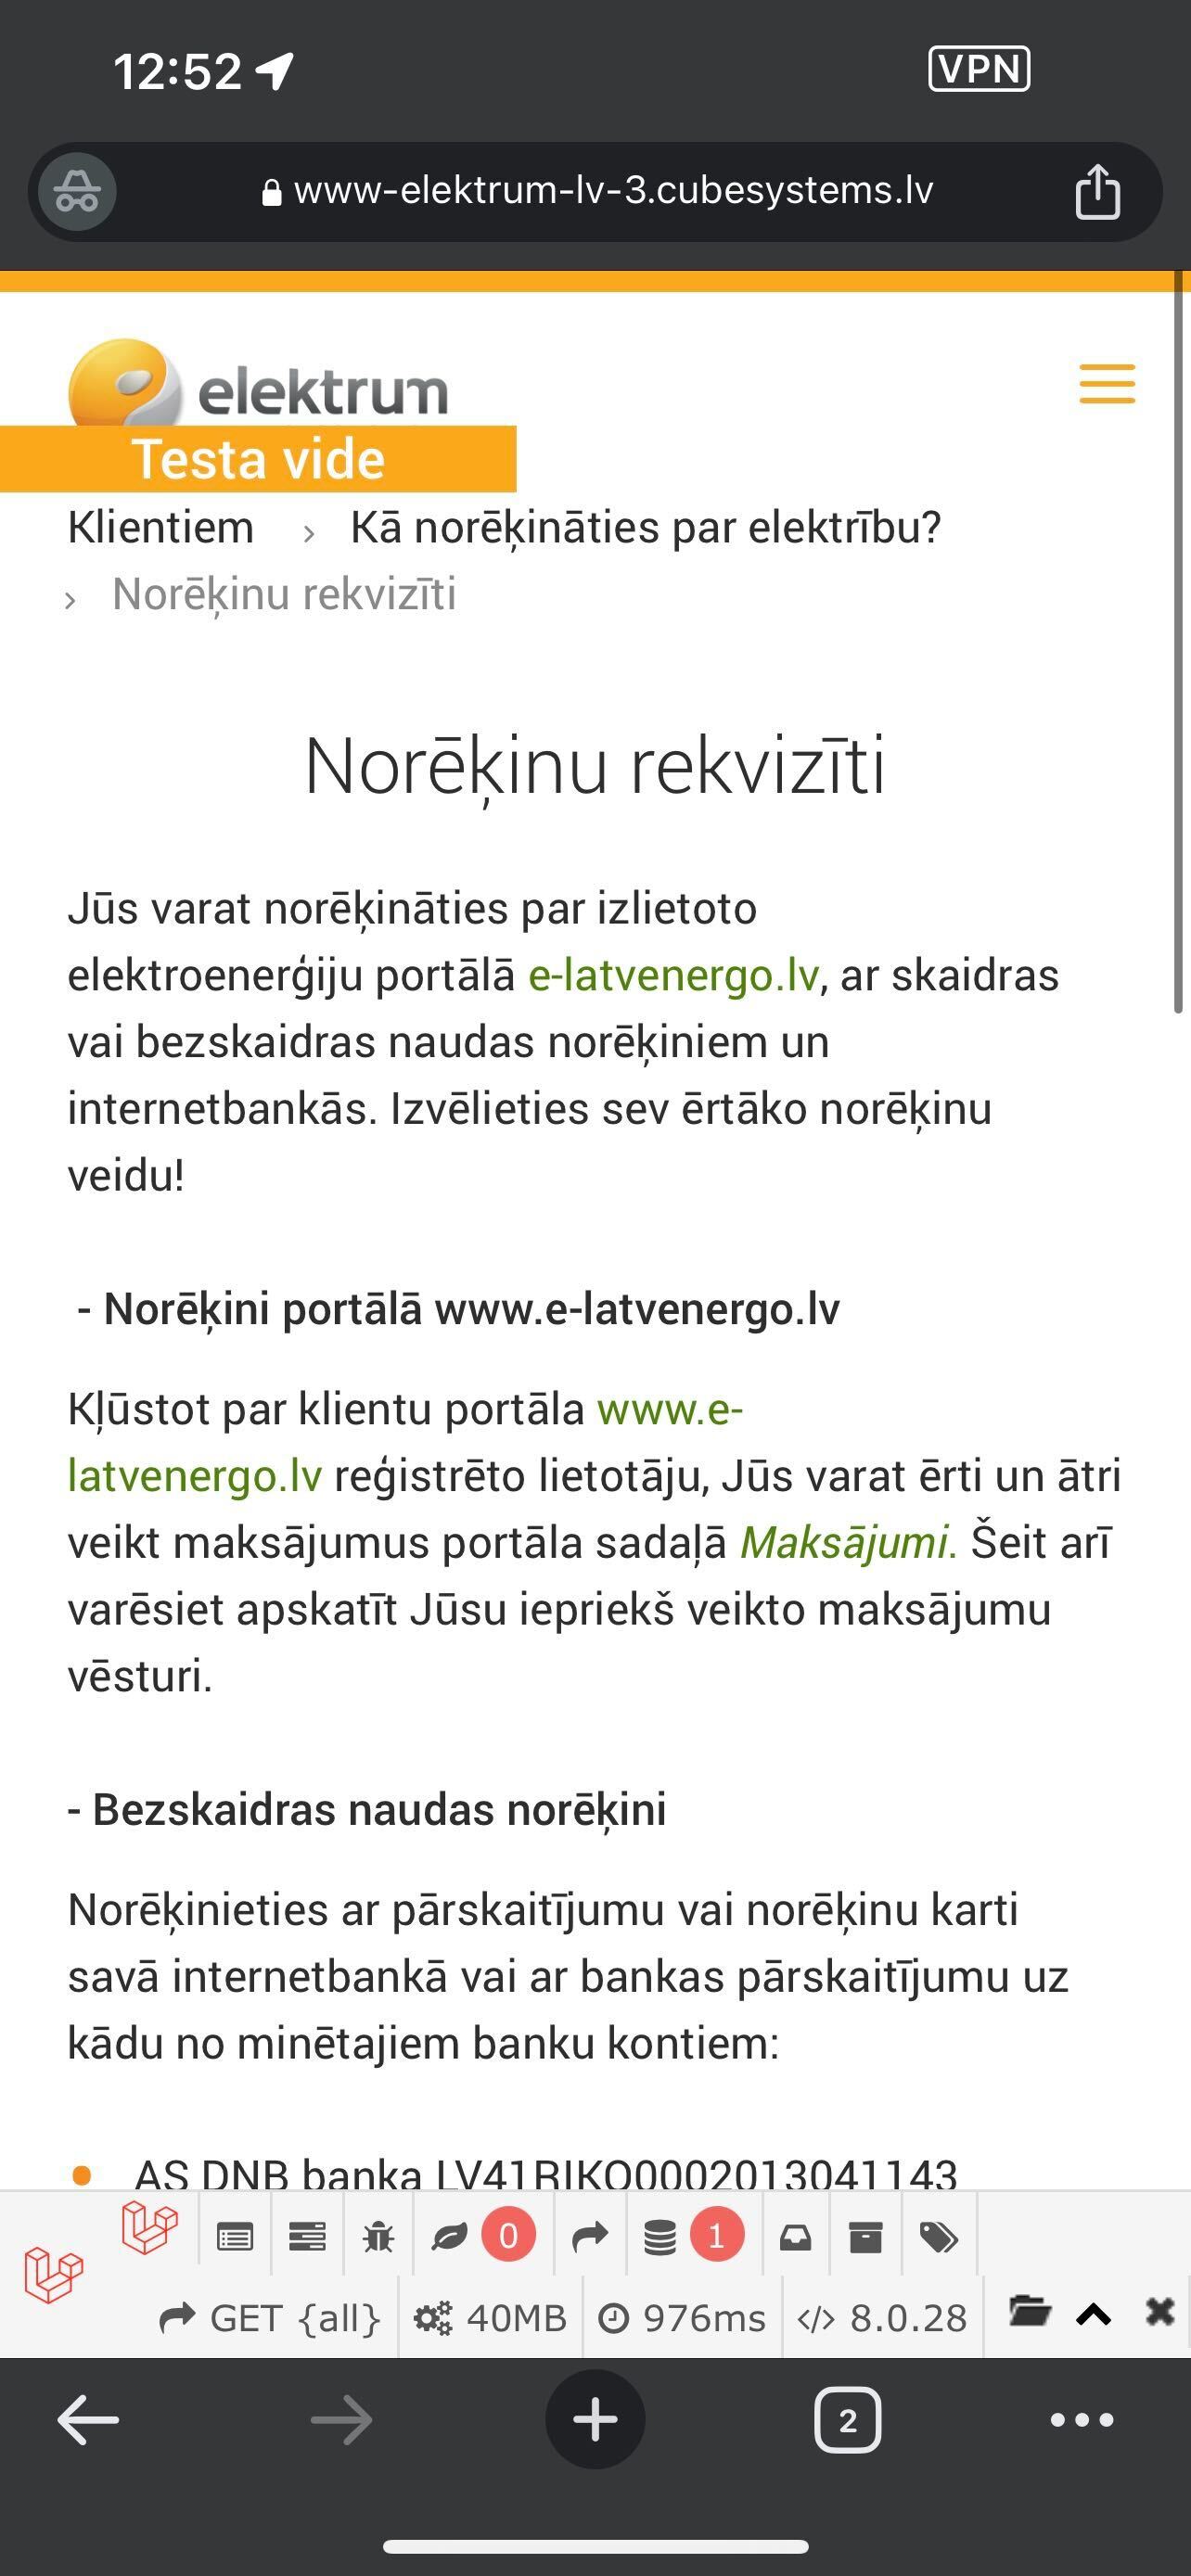 12:52
VPN
www-elektrum-lv-3.cubesystems.lv
elektrum
Testa vide
Klientiem › Kā norēķināties par elektrību?
› Norēķinu rekvizīti
Norēķinu rekvizīti
Jūs varat norēķināties par izlietoto
elektroenerģiju portālā e-latvenergo.lv, ar skaidras
vai bezskaidras naudas norēķiniem un
internetbankās. Izvēlieties sev ērtāko norēķinu
veidu!
- Norēķini portālā www.e-latvenergo.lv
Kļūstot par klientu portāla www.e-
latvenergo.lv reģistrēto lietotāju, Jūs varat ērti un ātri
veikt maksājumus portāla sadaļā Maksājumi. Šeit arī
varēsiet apskatīt Jūsu iepriekš veikto maksājumu
vēsturi.
- Bezskaidras naudas norēķini
Norēķinieties ar pārskaitījumu vai norēķinu karti
savā internetbankā vai ar bankas pārskaitījumu uz
kādu no minētajiem banku kontiem:
• AS DNB banka LV41RIKO0002013041143
0 1
GET {all} 40MB 976ms </> 8.0.28
2